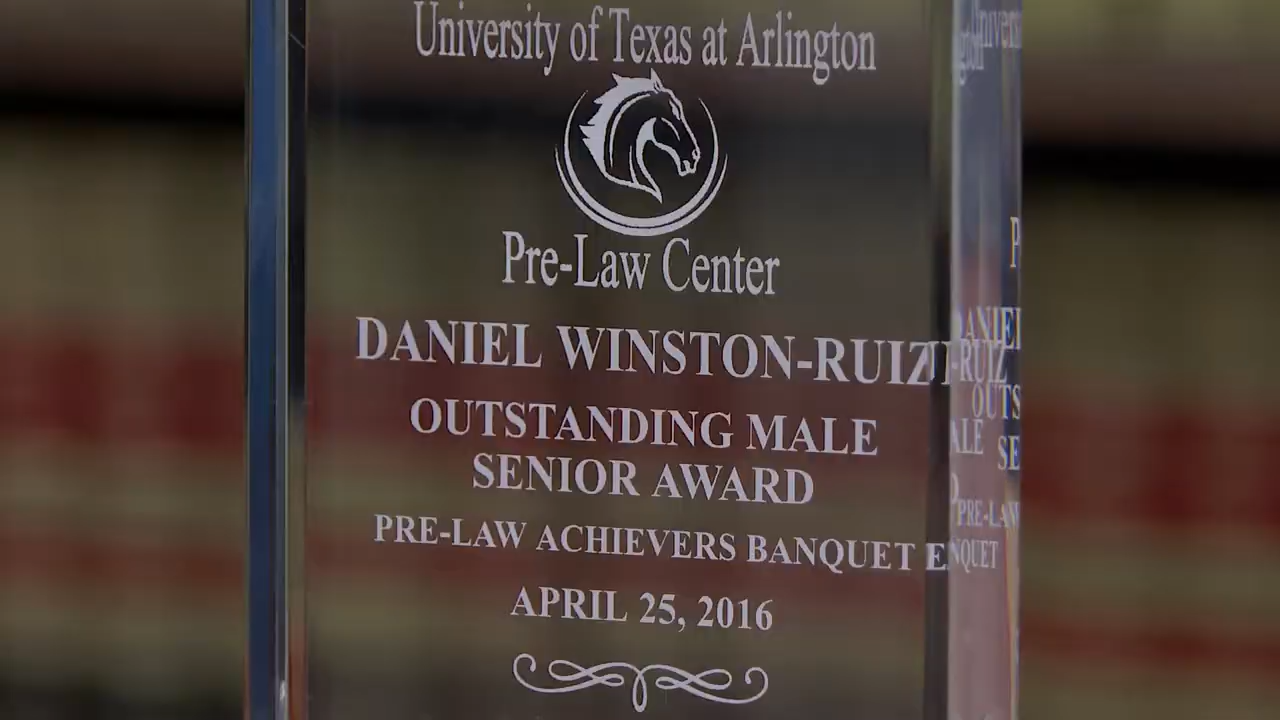 University of Texas at Arlington
Pre-Law Center
DANIEL WINSTON-RUIZ
OUTSTANDING MALE
SENIOR AWARD
PRE-LAW ACHIEVERS BANQUET
APRIL 25, 2016